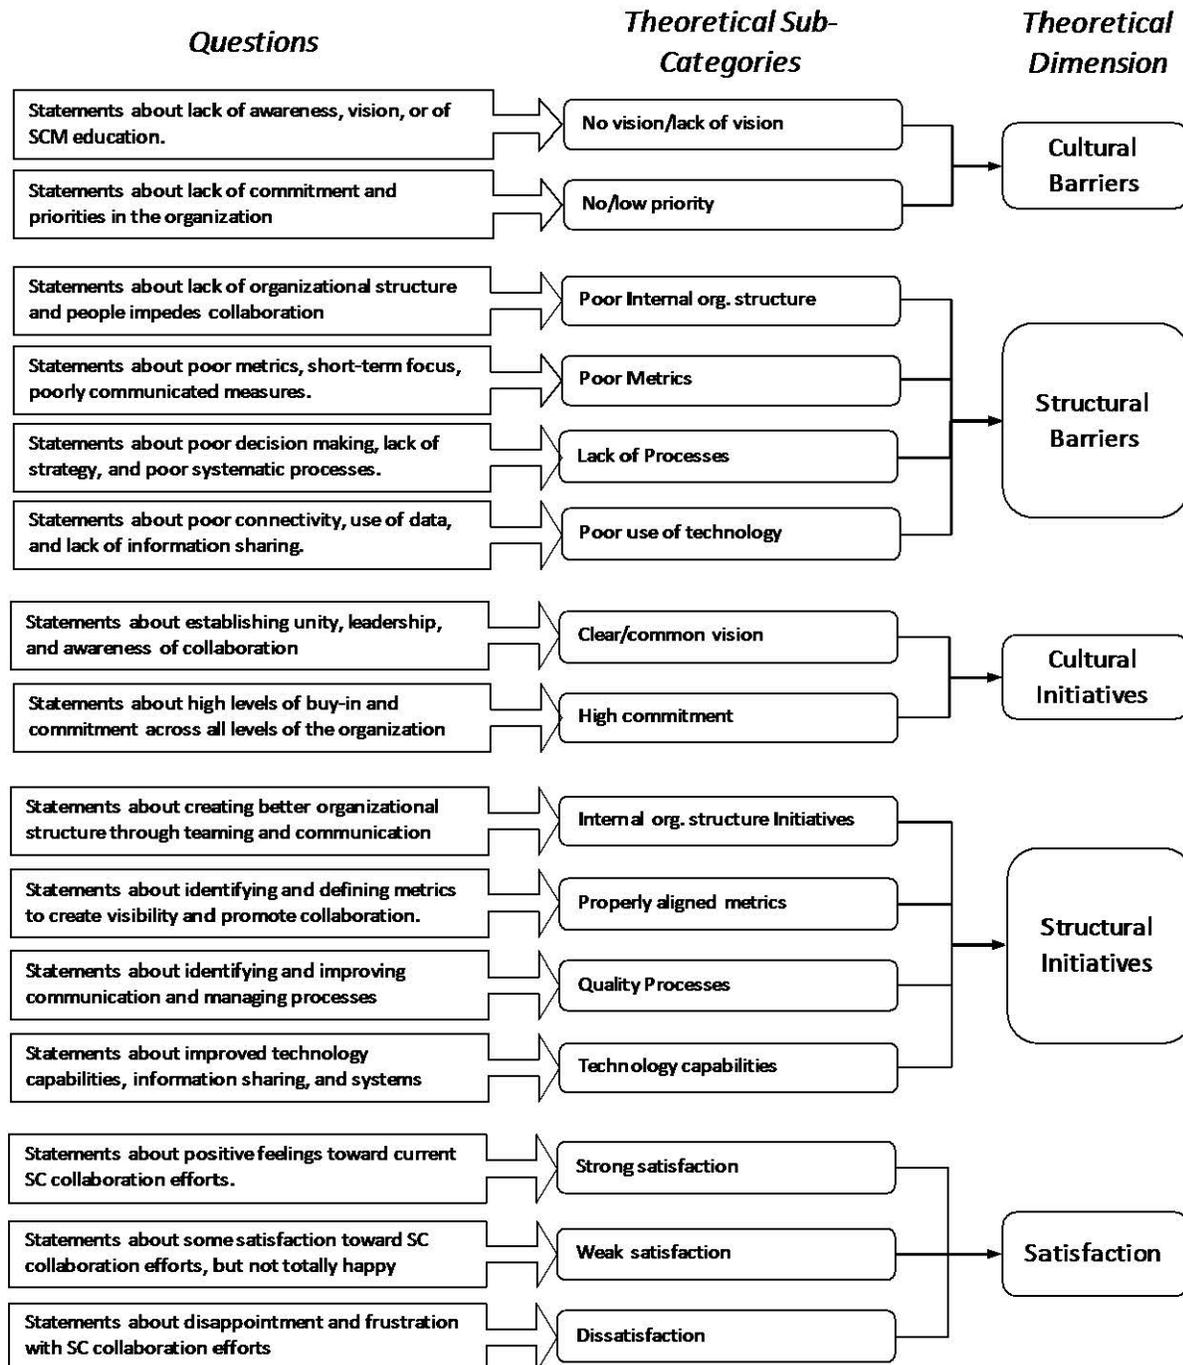 Questions
Theoretical Sub-
Categories
Theoretical
Dimension
Statements about lack of awareness, vision, or of
SCM education.
No vision/lack of vision
Statements about lack of commitment and
priorities in the organization
No/low priority
Cultural
Barriers
Statements about lack of organizational structure
and people impedes collaboration
Poor Internal org. structure
Statements about poor metrics, short-term focus,
poorly communicated measures.
Poor Metrics
Statements about poor decision making, lack of
strategy, and poor systematic processes.
Lack of Processes
Statements about poor connectivity, use of data,
and lack of information sharing.
Poor use of technology
Structural
Barriers
Statements about establishing unity, leadership,
and awareness of collaboration
Clear/common vision
Statements about high levels of buy-in and
commitment across all levels of the organization
High commitment
Cultural
Initiatives
Statements about creating better organizational
structure through teaming and communication
Internal org. structure Initiatives
Statements about identifying and defining metrics
to create visibility and promote collaboration.
Properly aligned metrics
Statements about identifying and improving
communication and managing processes
Quality Processes
Statements about improved technology
capabilities, information sharing, and systems
Technology capabilities
Structural
Initiatives
Statements about positive feelings toward current
SC collaboration efforts.
Strong satisfaction
Statements about some satisfaction toward SC
collaboration efforts, but not totally happy
Weak satisfaction
Statements about disappointment and frustration
with SC collaboration efforts
Dissatisfaction
Satisfaction